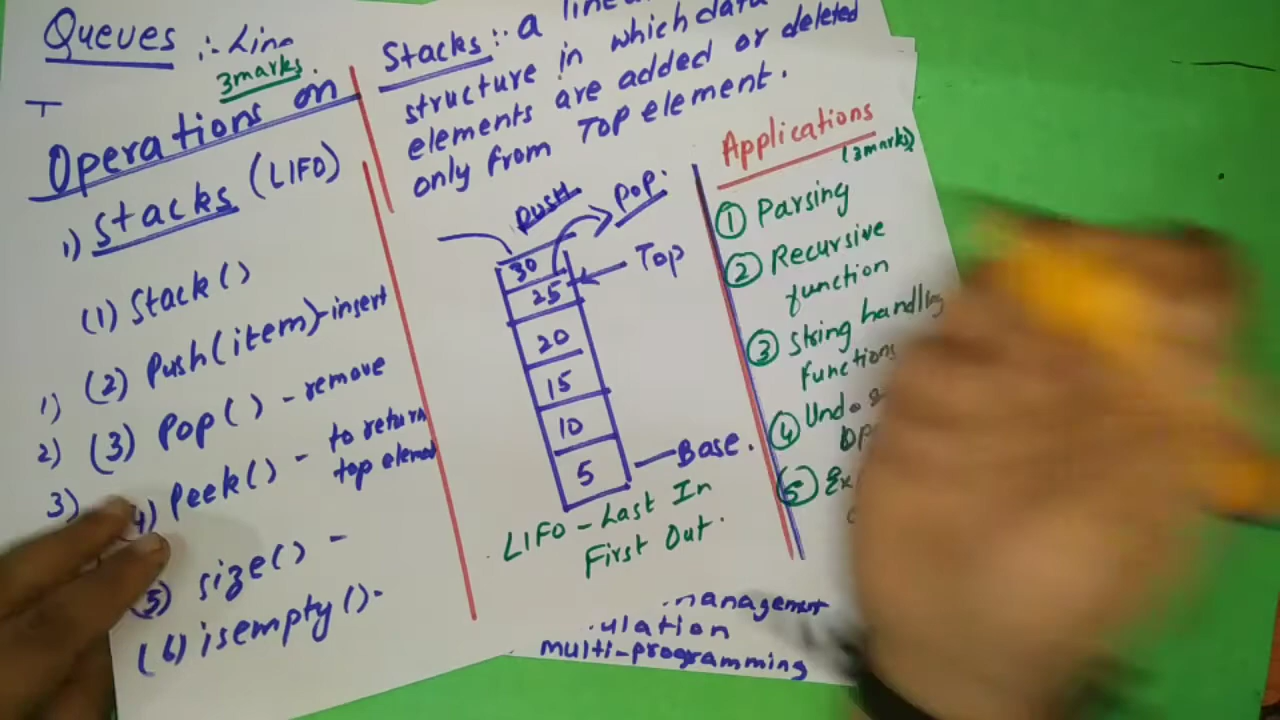 Queues :- Line
3marks.
Operations on
1) Stacks (LIFO)
(1) Stack ()
(2) Push(item)-insert
(3) Pop() - remove
4) Peek() - to return
top element
(5) size() -
(6) isempty()-
1)
2)
3)
Stacks :- a
structure in which data
elements are added or deleted
only from Top element.
PUSH
POP.
30
25
Top
20
15
10
5
Base.
LIFO - Last In
First Out.
Applications
(3marks)
1 Parsing
2 Recursive
function
3 String handling
functions
4
5
multi-programming